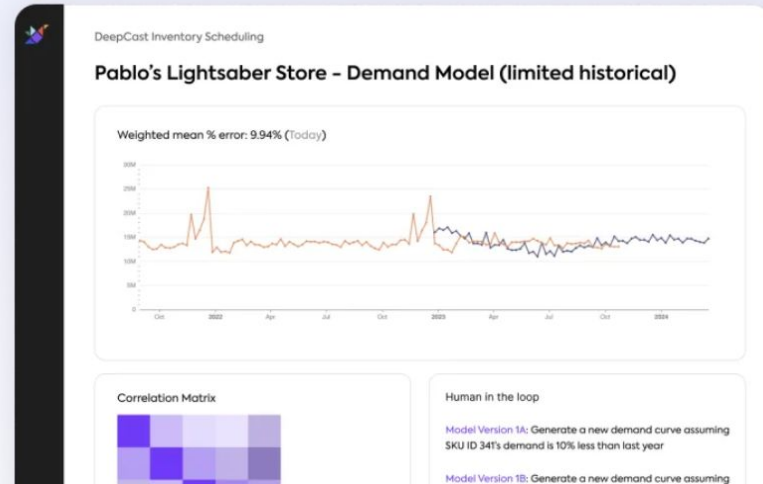 DeepCast Inventory Scheduling
Pablo's Lightsaber Store - Demand Model (limited historical)
Weighted mean % error: 9.94% (Today)
30M
25M
20M
15M
10M
5M
0
Oct 2022 Apr Jul Oct 2023 Apr Jul Oct 2024
Correlation Matrix
Human in the loop
Model Version 1A: Generate a new demand curve assuming
SKU ID 341's demand is 10% less than last year
Model Version 1B: Generate a new demand curve assuming